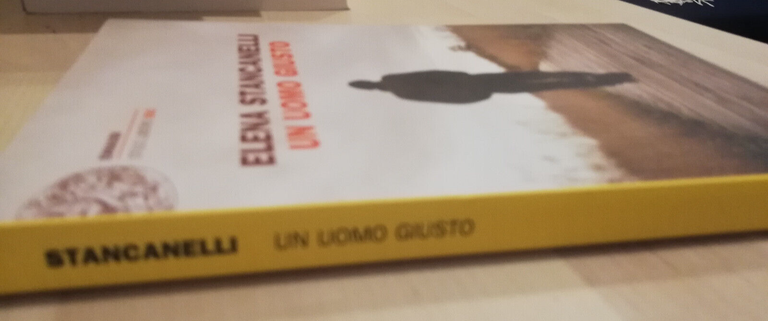 ELENA STANCANELLI
UN UOMO GIUSTO
STANCANELLI UN UOMO GIUSTO